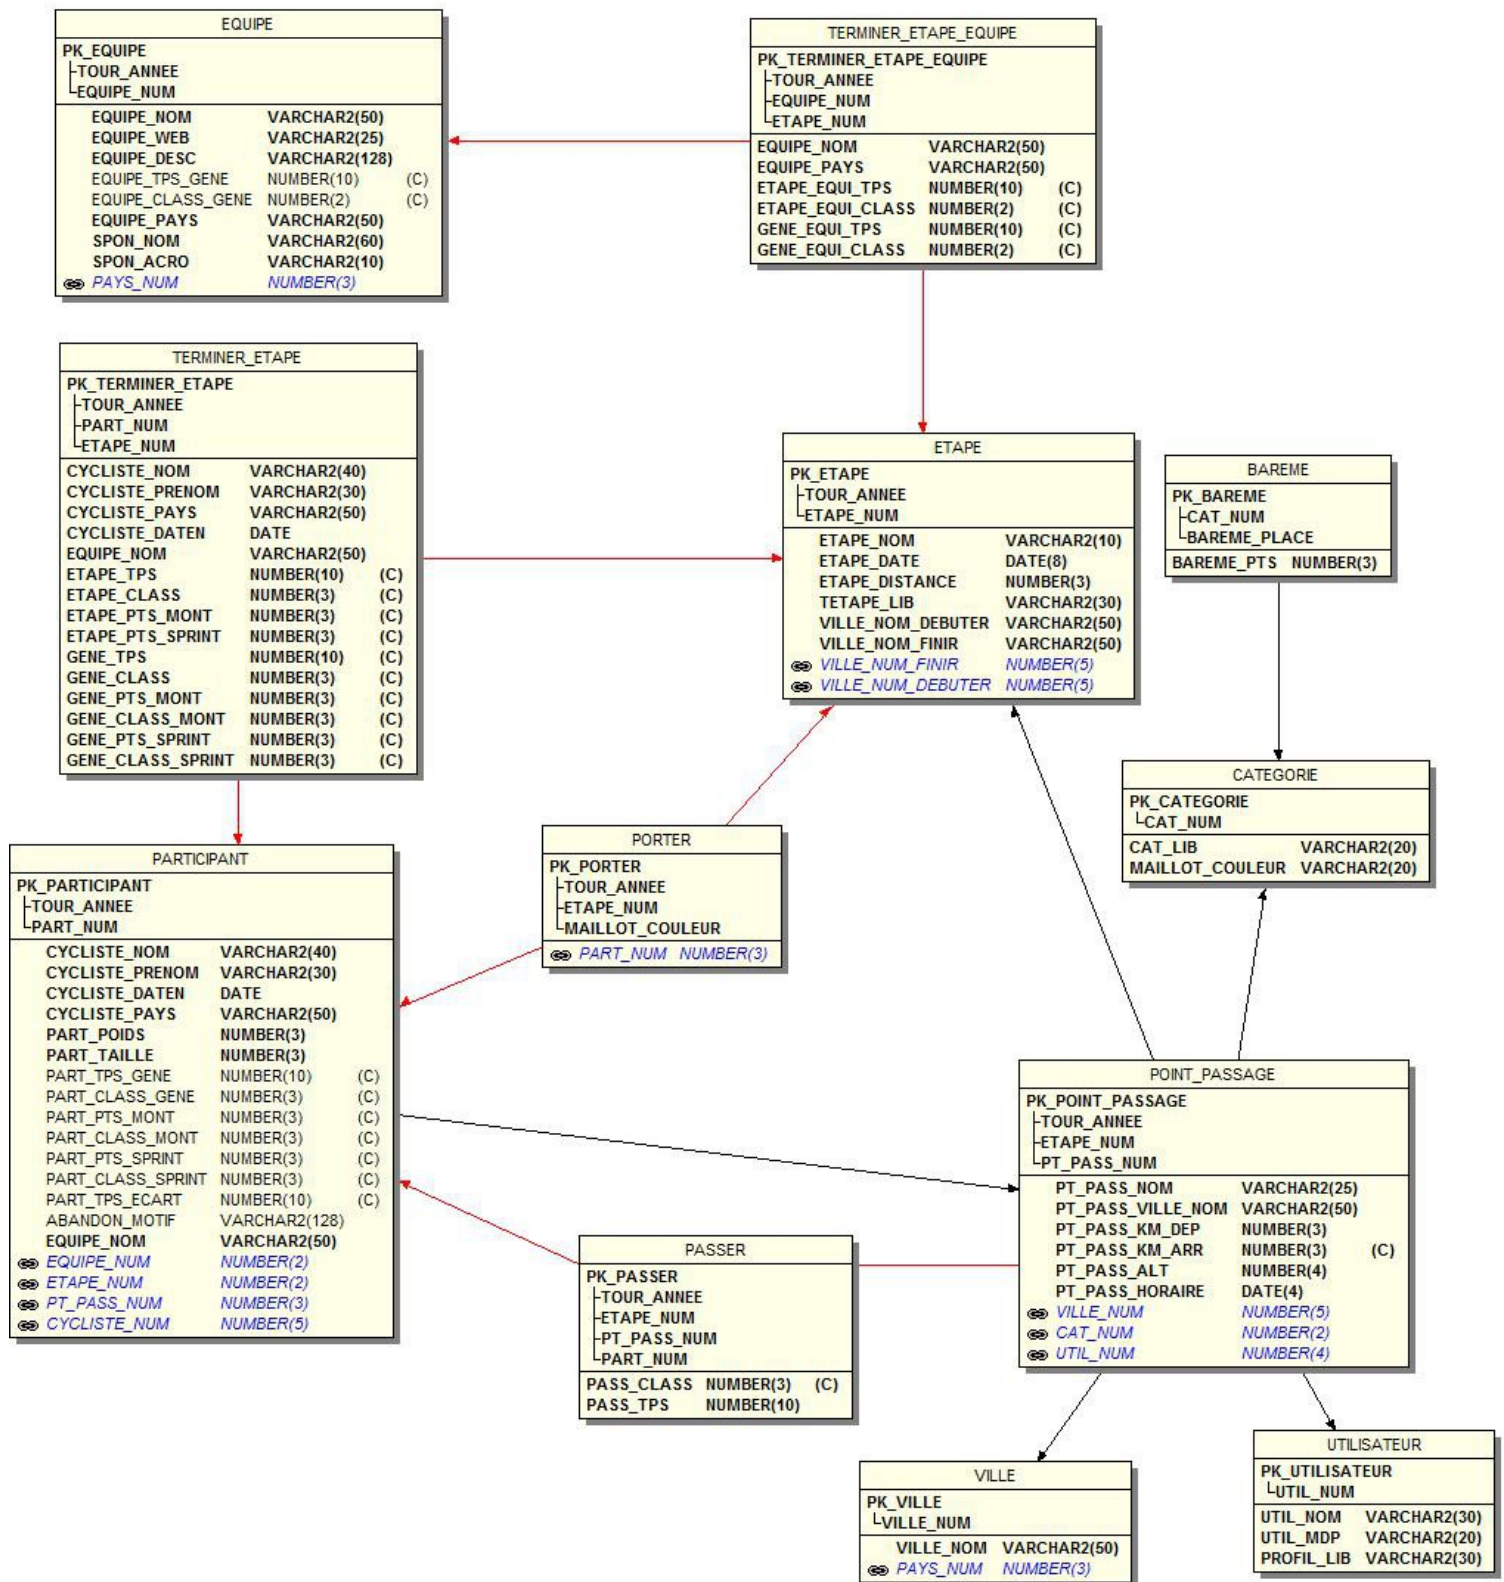 EQUIPE
PK_EQUIPE
TOUR_ANNEE
EQUIPE_NUM
EQUIPE_NOM VARCHAR2(50)
EQUIPE_WEB VARCHAR2(25)
EQUIPE_DESC VARCHAR2(128)
EQUIPE_TPS_GENE NUMBER(10) (C)
EQUIPE_CLASS_GENE NUMBER(2) (C)
EQUIPE_PAYS VARCHAR2(50)
SPON_NOM VARCHAR2(60)
SPON_ACRO VARCHAR2(10)
PAYS_NUM NUMBER(3)
TERMINER_ETAPE_EQUIPE
PK_TERMINER_ETAPE_EQUIPE
TOUR_ANNEE
EQUIPE_NUM
ETAPE_NUM
EQUIPE_NOM VARCHAR2(50)
EQUIPE_PAYS VARCHAR2(50)
ETAPE_EQUI_TPS NUMBER(10) (C)
ETAPE_EQUI_CLASS NUMBER(2) (C)
GENE_EQUI_TPS NUMBER(10) (C)
GENE_EQUI_CLASS NUMBER(2) (C)
TERMINER_ETAPE
PK_TERMINER_ETAPE
TOUR_ANNEE
PART_NUM
ETAPE_NUM
CYCLISTE_NOM VARCHAR2(40)
CYCLISTE_PRENOM VARCHAR2(30)
CYCLISTE_PAYS VARCHAR2(50)
CYCLISTE_DATEN DATE
EQUIPE_NOM VARCHAR2(50)
ETAPE_TPS NUMBER(10) (C)
ETAPE_CLASS NUMBER(3) (C)
ETAPE_PTS_MONT NUMBER(3) (C)
ETAPE_PTS_SPRINT NUMBER(3) (C)
GENE_TPS NUMBER(10) (C)
GENE_CLASS NUMBER(3) (C)
GENE_PTS_MONT NUMBER(3) (C)
GENE_CLASS_MONT NUMBER(3) (C)
GENE_PTS_SPRINT NUMBER(3) (C)
GENE_CLASS_SPRINT NUMBER(3) (C)
ETAPE
PK_ETAPE
TOUR_ANNEE
ETAPE_NUM
ETAPE_NOM VARCHAR2(10)
ETAPE_DATE DATE(8)
ETAPE_DISTANCE NUMBER(3)
TETAPE_LIB VARCHAR2(30)
VILLE_NOM_DEBUTER VARCHAR2(50)
VILLE_NOM_FINIR VARCHAR2(50)
VILLE_NUM_FINIR NUMBER(5)
VILLE_NUM_DEBUTER NUMBER(5)
BAREME
PK_BAREME
CAT_NUM
BAREME_PLACE
BAREME_PTS NUMBER(3)
CATEGORIE
PK_CATEGORIE
CAT_NUM
CAT_LIB VARCHAR2(20)
MAILLOT_COULEUR VARCHAR2(20)
PORTER
PK_PORTER
TOUR_ANNEE
ETAPE_NUM
MAILLOT_COULEUR
PART_NUM NUMBER(3)
PARTICIPANT
PK_PARTICIPANT
TOUR_ANNEE
PART_NUM
CYCLISTE_NOM VARCHAR2(40)
CYCLISTE_PRENOM VARCHAR2(30)
CYCLISTE_DATEN DATE
CYCLISTE_PAYS VARCHAR2(50)
PART_POIDS NUMBER(3)
PART_TAILLE NUMBER(3)
PART_TPS_GENE NUMBER(10) (C)
PART_CLASS_GENE NUMBER(3) (C)
PART_PTS_MONT NUMBER(3) (C)
PART_CLASS_MONT NUMBER(3) (C)
PART_PTS_SPRINT NUMBER(3) (C)
PART_CLASS_SPRINT NUMBER(3) (C)
PART_TPS_ECART NUMBER(10) (C)
ABANDON_MOTIF VARCHAR2(128)
EQUIPE_NOM VARCHAR2(50)
EQUIPE_NUM NUMBER(2)
ETAPE_NUM NUMBER(2)
PT_PASS_NUM NUMBER(3)
CYCLISTE_NUM NUMBER(5)
POINT_PASSAGE
PK_POINT_PASSAGE
TOUR_ANNEE
ETAPE_NUM
PT_PASS_NUM
PT_PASS_NOM VARCHAR2(25)
PT_PASS_VILLE_NOM VARCHAR2(50)
PT_PASS_KM_DEP NUMBER(3)
PT_PASS_KM_ARR NUMBER(3) (C)
PT_PASS_ALT NUMBER(4)
PT_PASS_HORAIRE DATE(4)
VILLE_NUM NUMBER(5)
CAT_NUM NUMBER(2)
UTIL_NUM NUMBER(4)
PASSER
PK_PASSER
TOUR_ANNEE
ETAPE_NUM
PT_PASS_NUM
PART_NUM
PASS_CLASS NUMBER(3) (C)
PASS_TPS NUMBER(10)
VILLE
PK_VILLE
VILLE_NUM
VILLE_NOM VARCHAR2(50)
PAYS_NUM NUMBER(3)
UTILISATEUR
PK_UTILISATEUR
UTIL_NUM
UTIL_NOM VARCHAR2(30)
UTIL_MDP VARCHAR2(20)
PROFIL_LIB VARCHAR2(30)